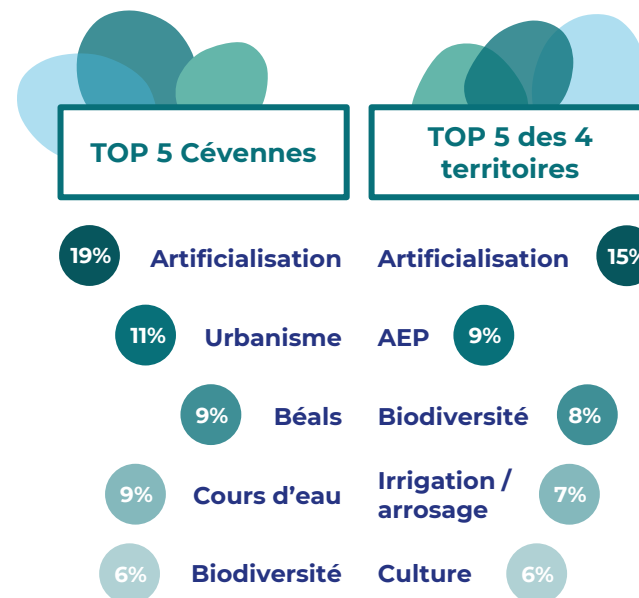 TOP 5 Cévennes
19% Artificialisation
11% Urbanisme
9% Béals
9% Cours d’eau
6% Biodiversité
TOP 5 des 4
territoires
Artificialisation 15%
AEP 9%
Biodiversité 8%
Irrigation /
arrosage 7%
Culture 6%